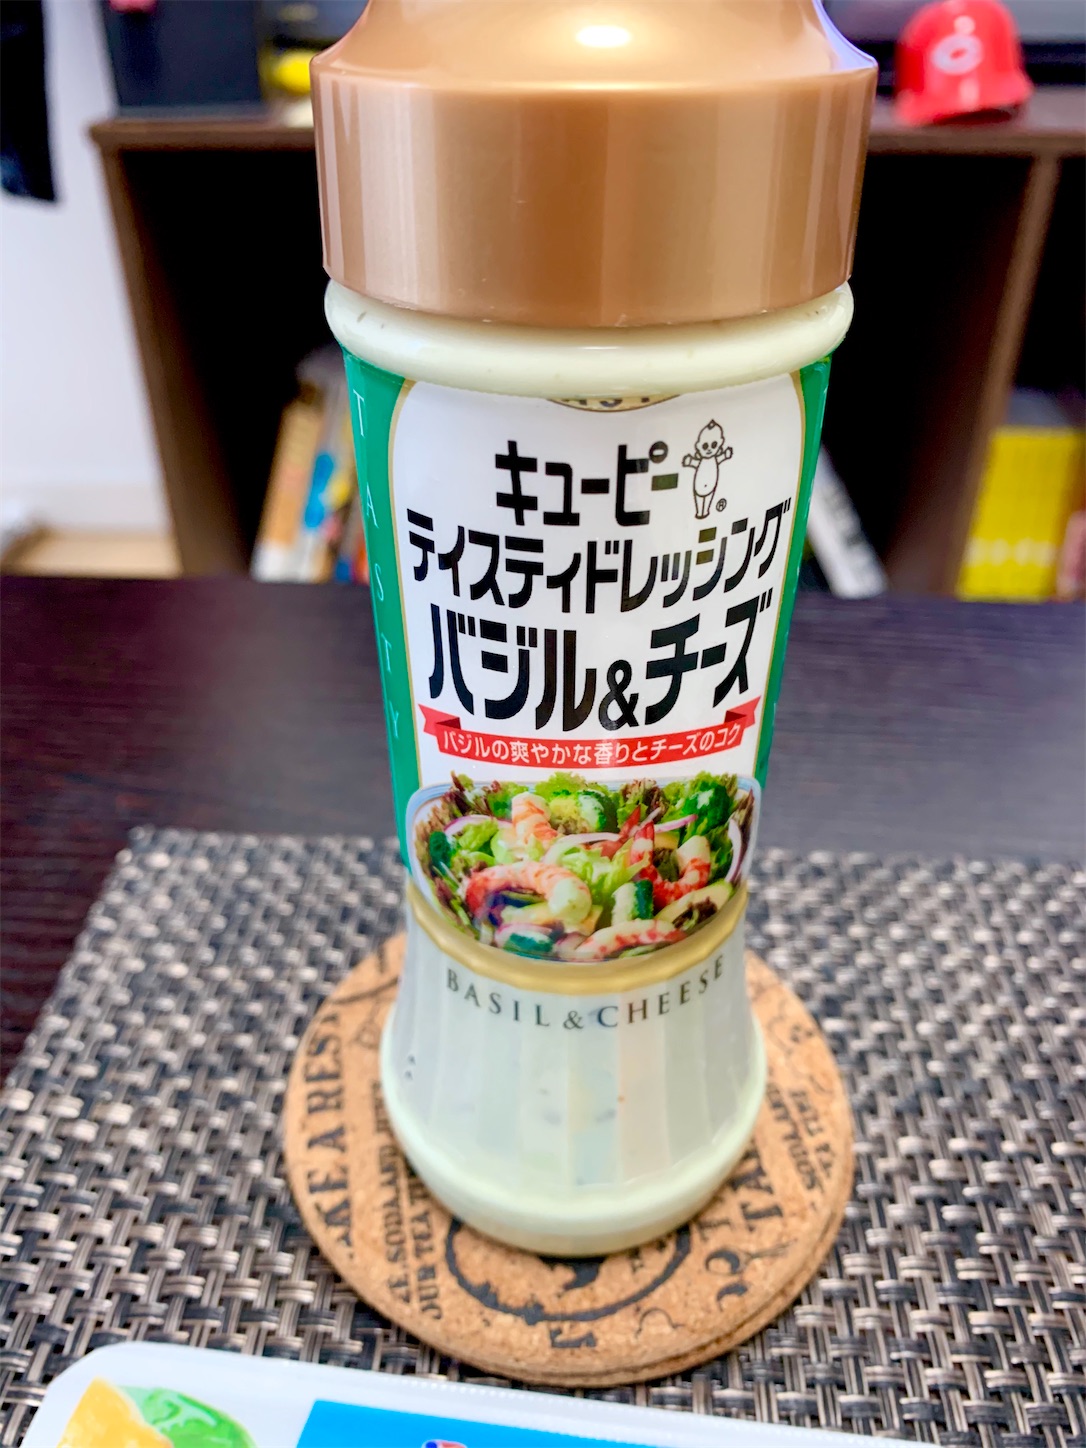 キューピー
®
テイスティドレッシング
バジル&チーズ
バジルの爽やかな香りとチーズのコク
BASIL & CHEESE
TASTY